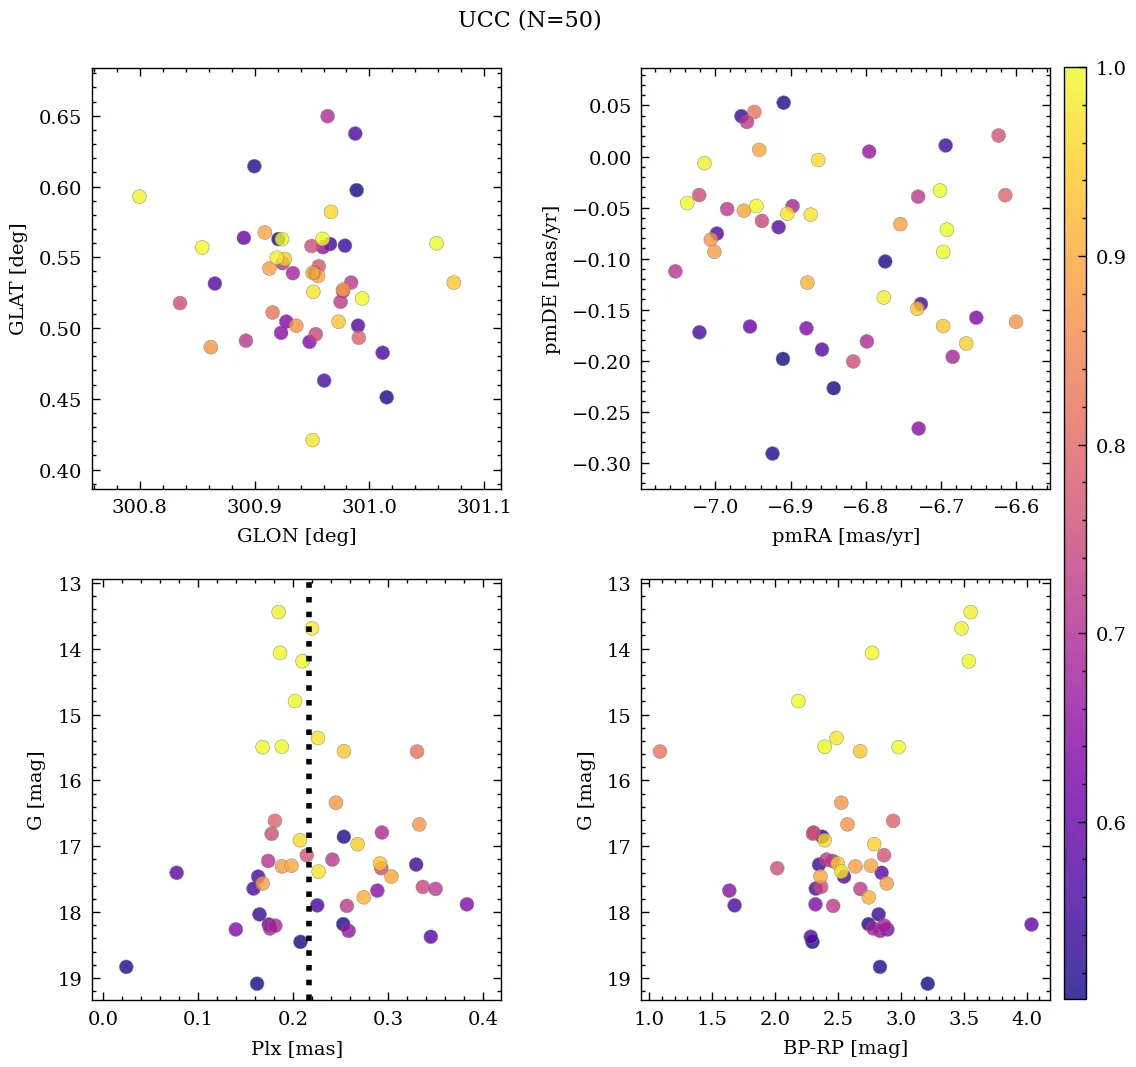 UCC (N=50)
0.65
0.60
0.55
0.50
0.45
0.40
GLAT [deg]
300.8 300.9 301.0 301.1
GLON [deg]
0.05
0.00
−0.05
−0.10
−0.15
−0.20
−0.25
−0.30
pmDE [mas/yr]
−7.0 −6.9 −6.8 −6.7 −6.6
pmRA [mas/yr]
1.0
0.9
0.8
0.7
0.6
13
14
15
16
17
18
19
G [mag]
0.0 0.1 0.2 0.3 0.4
Plx [mas]
13
14
15
16
17
18
19
G [mag]
1.0 1.5 2.0 2.5 3.0 3.5 4.0
BP-RP [mag]